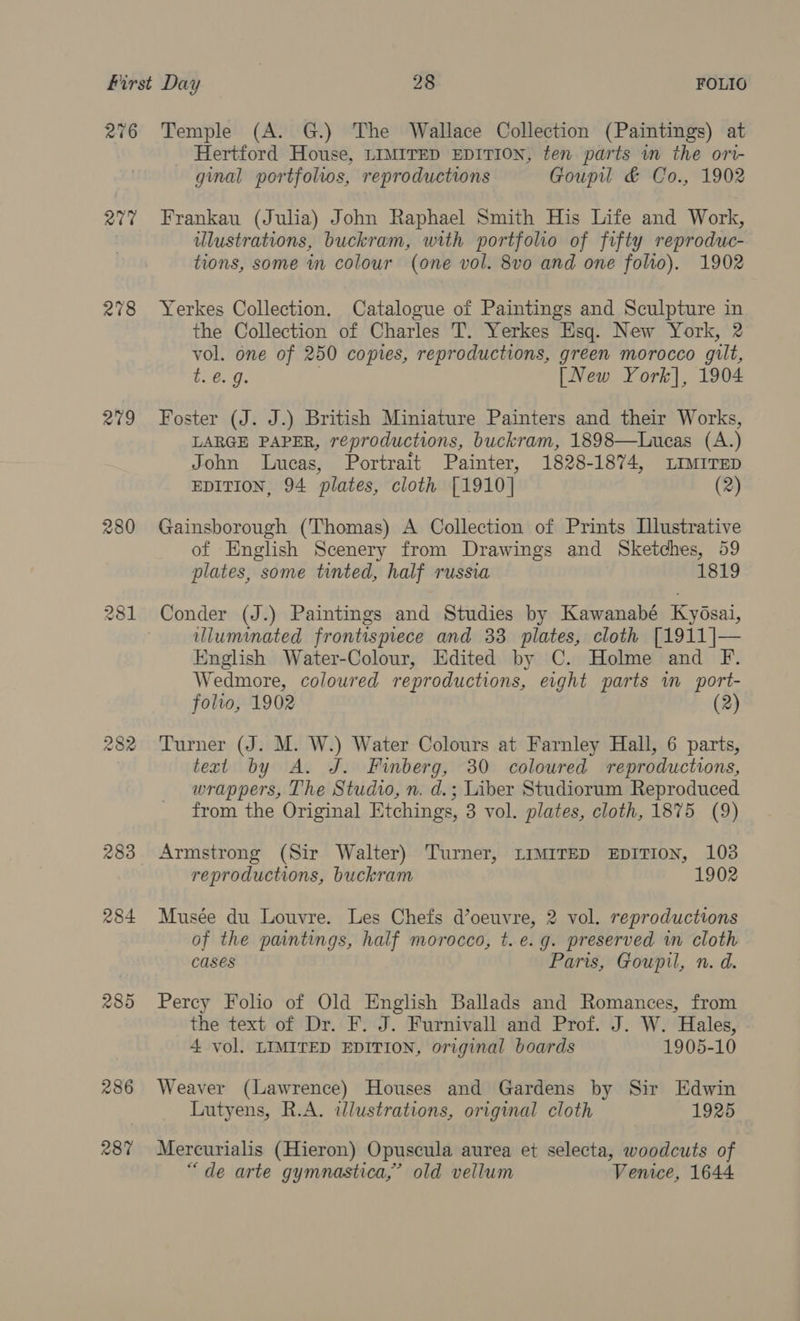 First Day 28 FOLIO
276 Temple (A. G.) The Wallace Collection (Paintings) at
Hertford House, LIMITED EDITION, ten parts in the ori-
ginal portfolios, reproductions Goupil & Co., 1902
277 Frankau (Julia) John Raphael Smith His Life and Work,
illustrations, buckram, with portfolio of fifty reproduc-
tions, some in colour (one vol. 8vo and one folio). 1902
278 Yerkes Collection. Catalogue of Paintings and Sculpture in
the Collection of Charles T. Yerkes Esq. New York, 2
vol. one of 250 copies, reproductions, green morocco gilt,
t. e. g. [New York], 1904
279 Foster (J. J.) British Miniature Painters and their Works,
LARGE PAPER, reproductions, buckram, 1898—Lucas (A.)
John Lucas, Portrait Painter, 1828-1874, LIMITED
EDITION, 94 plates, cloth [1910] (2)
280 Gainsborough (Thomas) A Collection of Prints Illustrative
of English Scenery from Drawings and Sketches, 59
plates, some tinted, half russia 1819
281 Conder (J.) Paintings and Studies by Kawanabé Kyōsai,
illuminated frontispiece and 33 plates, cloth [1911]—
English Water-Colour, Edited by C. Holme and F.
Wedmore, coloured reproductions, eight parts in port-
folio, 1902 (2)
282 Turner (J. M. W.) Water Colours at Farnley Hall, 6 parts,
text by A. J. Finberg, 30 coloured reproductions,
wrappers, The Studio, n. d.; Liber Studiorum Reproduced
from the Original Etchings, 3 vol. plates, cloth, 1875 (9)
283 Armstrong (Sir Walter) Turner, LIMITED EDITION, 103
reproductions, buckram 1902
284 Musée du Louvre. Les Chefs d'oeuvre, 2 vol. reproductions
of the paintings, half morocco, t. e. g. preserved in cloth
cases Paris, Goupil, n. d.
285 Percy Folio of Old English Ballads and Romances, from
the text of Dr. F. J. Furnivall and Prof. J. W. Hales,
4 vol. LIMITED EDITION, original boards 1905-10
286 Weaver (Lawrence) Houses and Gardens by Sir Edwin
Lutyens, R.A. illustrations, original cloth 1925
287 Mercurialis (Hieron) Opuscula aurea et selecta, woodcuts of
"de arte gymnastica," old vellum Venice, 1644